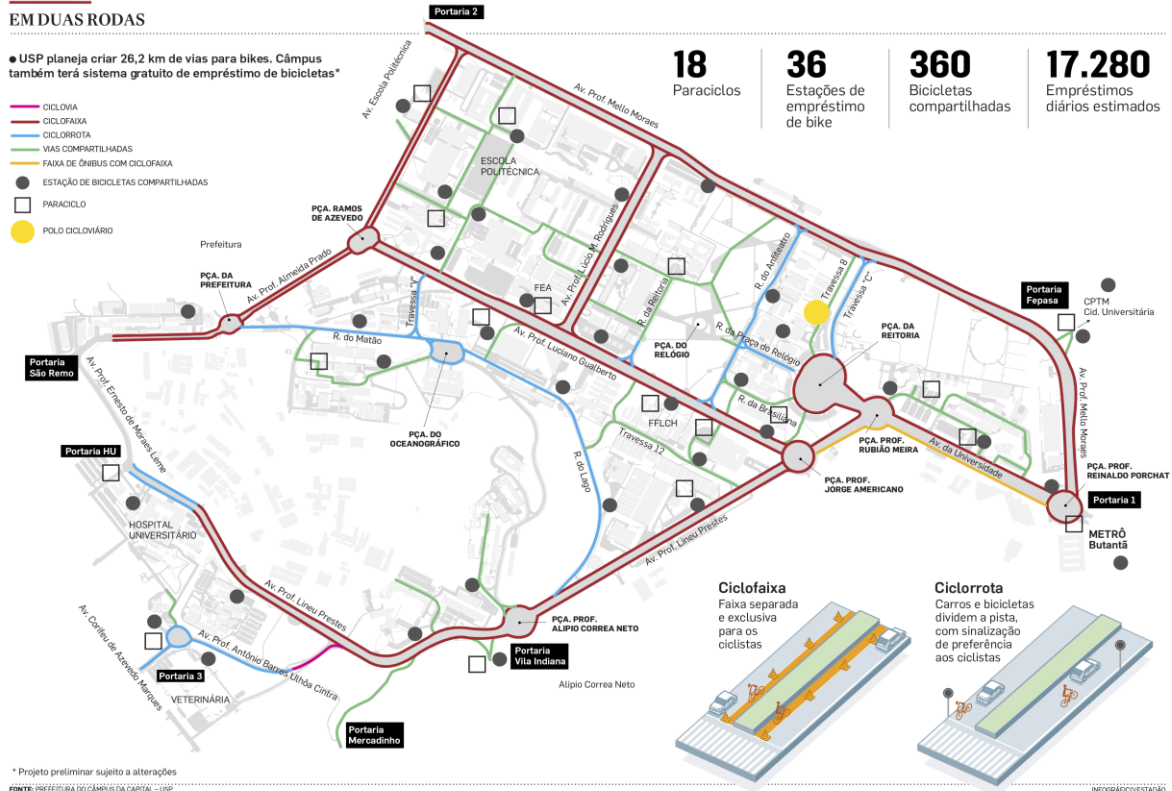 EM DUAS RODAS
● USP planeja criar 26,2 km de vias para bikes. Câmpus
também terá sistema gratuito de empréstimo de bicicletas*
CICLOVIA
CICLOFAIXA
CICLORROTA
VIAS COMPARTILHADAS
FAIXA DE ÔNIBUS COM CICLOFAIXA
ESTAÇÃO DE BICICLETAS COMPARTILHADAS
PARACICLO
POLO CICLOVIÁRIO
18
Paraciclos
36
Estações de
empréstimo
de bike
360
Bicicletas
compartilhadas
17.280
Empréstimos
diários estimados
Portaria 2
Av. Escola Politécnica
Av. Prof. Mello Moraes
ESCOLA
POLITÉCNICA
PÇA. RAMOS
DE AZEVEDO
Prefeitura
Av. Prof. Almeida Prado
PÇA. DA
PREFEITURA
Av. Prof. Lúcio M. Rodrigues
R. do Anfiteatro
Travessa 8
Travessa "C"
R. da Reitoria
FEA
Travessa "L"
R. do Matão
Av. Prof. Luciano Gualberto
PÇA. DO
RELÓGIO
R. da Praça do Relógio
PÇA. DA
REITORIA
Portaria
Fepasa
CPTM
Cid. Universitária
Av. Prof. Mello Moraes
Portaria
São Remo
Av. Prof. Ernesto de Moraes Leme
PÇA. DO
OCEANOGRÁFICO
R. da Brasiliana
FFLCH
Travessa 12
R. do Lago
PÇA. PROF.
RUBIÃO MEIRA
Av. da Universidade
PÇA. PROF.
JORGE AMERICANO
PÇA. PROF.
REINALDO PORCHAT
Portaria 1
METRÔ
Butantã
Portaria HU
HOSPITAL
UNIVERSITÁRIO
Av. Prof. Lineu Prestes
Av. Prof. Lineu Prestes
PÇA. PROF.
ALIPIO CORREA NETO
Portaria
Vila Indiana
Alipio Correa Neto
Av. Corifeu de Azevedo Marques
Av. Prof. Antônio Barros Ulhôa Cintra
Portaria 3
VETERINÁRIA
Portaria
Mercadinho
Ciclofaixa
Faixa separada
e exclusiva
para os
ciclistas
Ciclorrota
Carros e bicicletas
dividem a pista,
com sinalização
de preferência
aos ciclistas
* Projeto preliminar sujeito a alterações
FONTE: PREFEITURA DO CÂMPUS DA CAPITAL – USP
INFOGRÁFICO/ESTADÃO